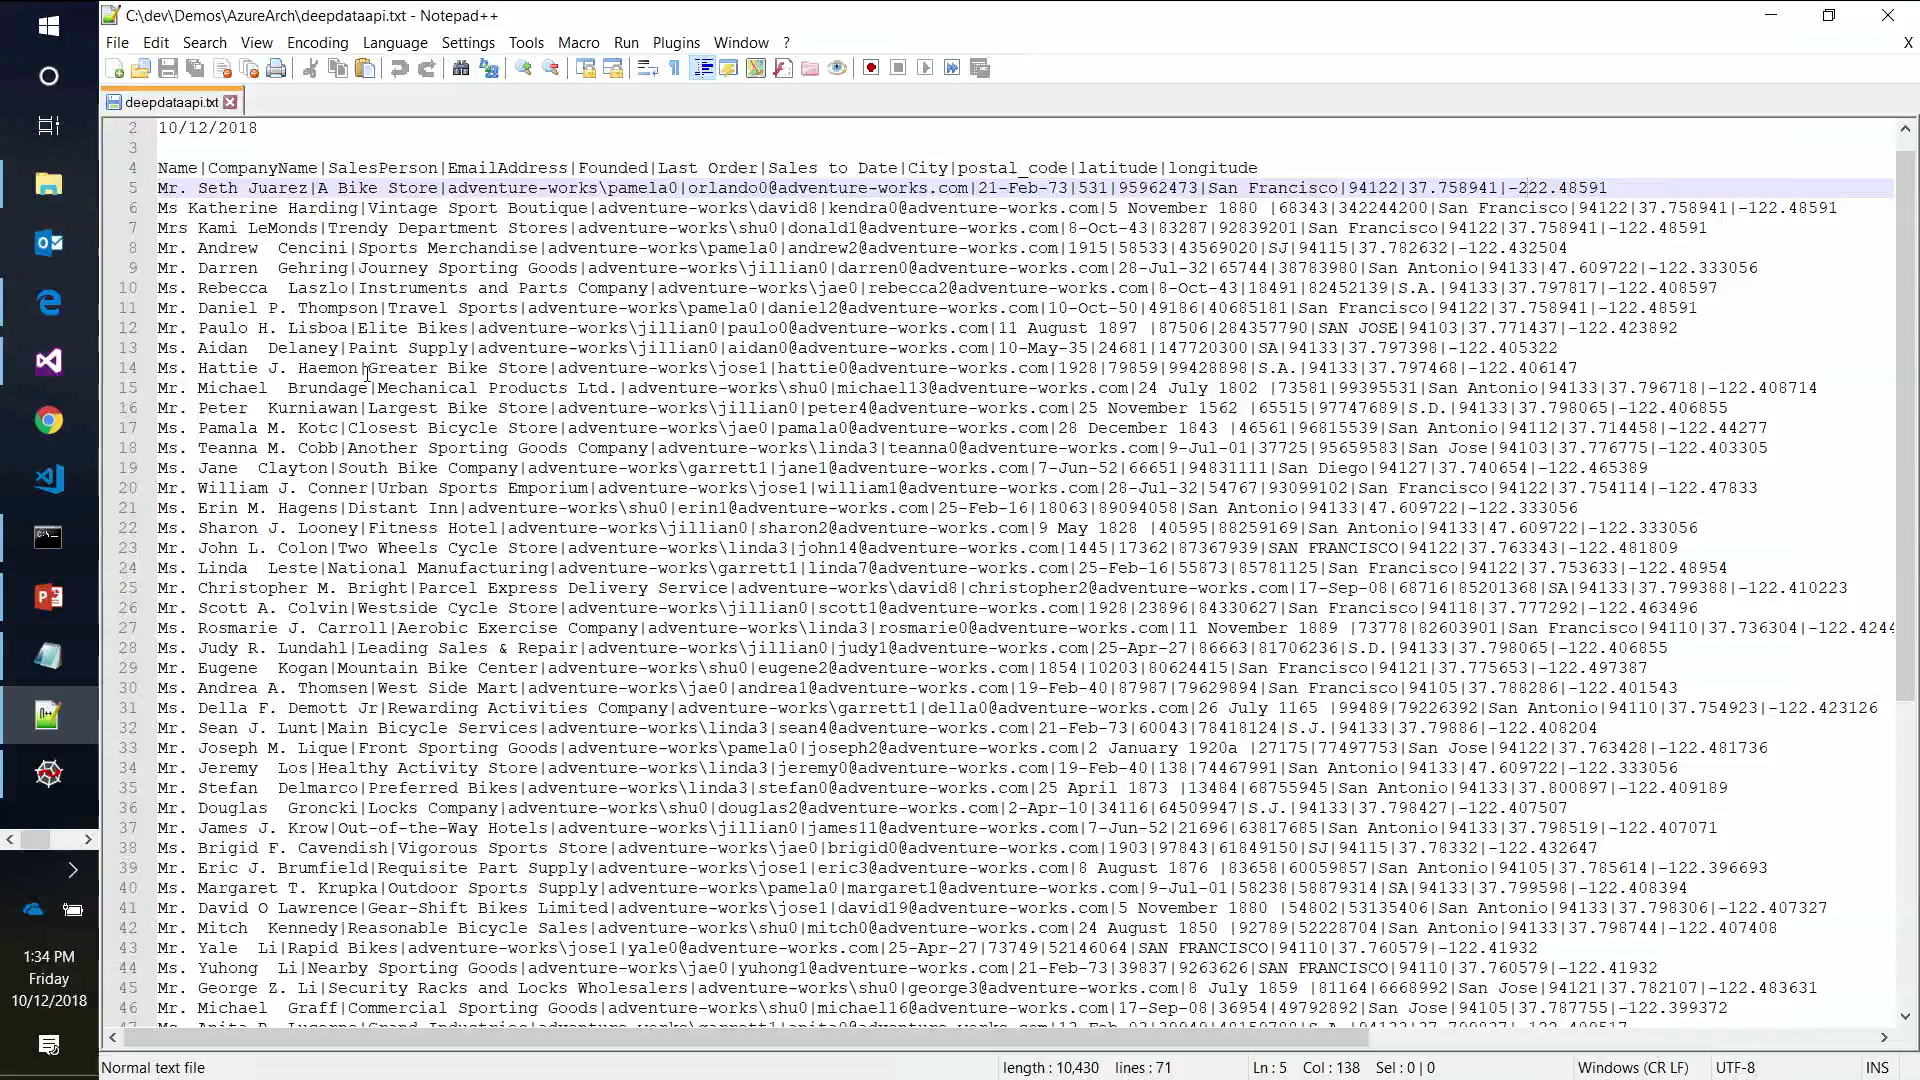 C:\dev\Demos\AzureArch\deepdataapi.txt - Notepad++
File Edit Search View Encoding Language Settings Tools Macro Run Plugins Window ? X
deepdataapi.txt
2 10/12/2018
3
4 Name|CompanyName|SalesPerson|EmailAddress|Founded|Last Order|Sales to Date|City|postal_code|latitude|longitude
5 Mr. Seth Juarez|A Bike Store|adventure-works\pamela0|orlando0@adventure-works.com|21-Feb-73|531|95962473|San Francisco|94122|37.758941|-222.48591
6 Ms Katherine Harding|Vintage Sport Boutique|adventure-works\david8|kendra0@adventure-works.com|5 November 1880 |68343|342244200|San Francisco|94122|37.758941|-122.48591
7 Mrs Kami LeMonds|Trendy Department Stores|adventure-works\shu0|donald1@adventure-works.com|8-Oct-43|83287|92839201|San Francisco|94122|37.758941|-122.48591
8 Mr. Andrew  Cencini|Sports Merchandise|adventure-works\pamela0|andrew2@adventure-works.com|1915|58533|43569020|SJ|94115|37.782632|-122.432504
9 Mr. Darren  Gehring|Journey Sporting Goods|adventure-works\jillian0|darren0@adventure-works.com|28-Jul-32|65744|38783980|San Antonio|94133|47.609722|-122.333056
10 Ms. Rebecca  Laszlo|Instruments and Parts Company|adventure-works\jae0|rebecca2@adventure-works.com|8-Oct-43|18491|82452139|S.A.|94133|37.797817|-122.408597
11 Mr. Daniel P. Thompson|Travel Sports|adventure-works\pamela0|daniel2@adventure-works.com|10-Oct-50|49186|40685181|San Francisco|94122|37.758941|-122.48591
12 Mr. Paulo H. Lisboa|Elite Bikes|adventure-works\jillian0|paulo0@adventure-works.com|11 August 1897 |87506|284357790|SAN JOSE|94103|37.771437|-122.423892
13 Ms. Aidan  Delaney|Paint Supply|adventure-works\jillian0|aidan0@adventure-works.com|10-May-35|24681|147720300|SA|94133|37.797398|-122.405322
14 Ms. Hattie J. Haemon|Greater Bike Store|adventure-works\jose1|hattie0@adventure-works.com|1928|79859|99428898|S.A.|94133|37.797468|-122.406147
15 Mr. Michael  Brundage|Mechanical Products Ltd.|adventure-works\shu0|michael13@adventure-works.com|24 July 1802 |73581|99395531|San Antonio|94133|37.796718|-122.408714
16 Mr. Peter  Kurniawan|Largest Bike Store|adventure-works\jillian0|peter4@adventure-works.com|25 November 1562 |65515|97747689|S.D.|94133|37.798065|-122.406855
17 Ms. Pamala M. Kotc|Closest Bicycle Store|adventure-works\jae0|pamala0@adventure-works.com|28 December 1843 |46561|96815539|San Antonio|94112|37.714458|-122.44277
18 Ms. Teanna M. Cobb|Another Sporting Goods Company|adventure-works\linda3|teanna0@adventure-works.com|9-Jul-01|37725|95659583|San Jose|94103|37.776775|-122.403305
19 Ms. Jane  Clayton|South Bike Company|adventure-works\garrett1|jane1@adventure-works.com|7-Jun-52|66651|94831111|San Diego|94127|37.740654|-122.465389
20 Mr. William J. Conner|Urban Sports Emporium|adventure-works\jose1|william1@adventure-works.com|28-Jul-32|54767|93099102|San Francisco|94122|37.754114|-122.47833
21 Ms. Erin M. Hagens|Distant Inn|adventure-works\shu0|erin1@adventure-works.com|25-Feb-16|18063|89094058|San Antonio|94133|47.609722|-122.333056
22 Ms. Sharon J. Looney|Fitness Hotel|adventure-works\jillian0|sharon2@adventure-works.com|9 May 1828 |40595|88259169|San Antonio|94133|47.609722|-122.333056
23 Mr. John L. Colon|Two Wheels Cycle Store|adventure-works\linda3|john14@adventure-works.com|1445|17362|87367939|SAN FRANCISCO|94122|37.763343|-122.481809
24 Ms. Linda  Leste|National Manufacturing|adventure-works\garrett1|linda7@adventure-works.com|25-Feb-16|55873|85781125|San Francisco|94122|37.753633|-122.48954
25 Mr. Christopher M. Bright|Parcel Express Delivery Service|adventure-works\david8|christopher2@adventure-works.com|17-Sep-08|68716|85201368|SA|94133|37.799388|-122.410223
26 Mr. Scott A. Colvin|Westside Cycle Store|adventure-works\jillian0|scott1@adventure-works.com|1928|23896|84330627|San Francisco|94118|37.777292|-122.463496
27 Ms. Rosmarie J. Carroll|Aerobic Exercise Company|adventure-works\linda3|rosmarie0@adventure-works.com|11 November 1889 |73778|82603901|San Francisco|94110|37.736304|-122.4244
28 Ms. Judy R. Lundahl|Leading Sales & Repair|adventure-works\jillian0|judy1@adventure-works.com|25-Apr-27|86663|81706236|S.D.|94133|37.798065|-122.406855
29 Mr. Eugene  Kogan|Mountain Bike Center|adventure-works\shu0|eugene2@adventure-works.com|1854|10203|80624415|San Francisco|94121|37.775653|-122.497387
30 Ms. Andrea A. Thomsen|West Side Mart|adventure-works\jae0|andrea1@adventure-works.com|19-Feb-40|87987|79629894|San Francisco|94105|37.788286|-122.401543
31 Ms. Della F. Demott Jr|Rewarding Activities Company|adventure-works\garrett1|della0@adventure-works.com|26 July 1165 |99489|79226392|San Antonio|94110|37.754923|-122.423126
32 Mr. Sean J. Lunt|Main Bicycle Services|adventure-works\linda3|sean4@adventure-works.com|21-Feb-73|60043|78418124|S.J.|94133|37.79886|-122.408204
33 Mr. Joseph M. Lique|Front Sporting Goods|adventure-works\pamela0|joseph2@adventure-works.com|2 January 1920a |27175|77497753|San Jose|94122|37.763428|-122.481736
34 Mr. Jeremy  Los|Healthy Activity Store|adventure-works\linda3|jeremy0@adventure-works.com|19-Feb-40|138|74467991|San Antonio|94133|47.609722|-122.333056
35 Mr. Stefan  Delmarco|Preferred Bikes|adventure-works\linda3|stefan0@adventure-works.com|25 April 1873 |13484|68755945|San Antonio|94133|37.800897|-122.409189
36 Mr. Douglas  Groncki|Locks Company|adventure-works\shu0|douglas2@adventure-works.com|2-Apr-10|34116|64509947|S.J.|94133|37.798427|-122.407507
37 Mr. James J. Krow|Out-of-the-Way Hotels|adventure-works\jillian0|james11@adventure-works.com|7-Jun-52|21696|63817685|San Antonio|94133|37.798519|-122.407071
38 Ms. Brigid F. Cavendish|Vigorous Sports Store|adventure-works\jae0|brigid0@adventure-works.com|1903|97843|61849150|SJ|94115|37.78332|-122.432647
39 Mr. Eric J. Brumfield|Requisite Part Supply|adventure-works\jose1|eric3@adventure-works.com|8 August 1876 |83658|60059857|San Antonio|94105|37.785614|-122.396693
40 Ms. Margaret T. Krupka|Outdoor Sports Supply|adventure-works\pamela0|margaret1@adventure-works.com|9-Jul-01|58238|58879314|SA|94133|37.799598|-122.408394
41 Mr. David O Lawrence|Gear-Shift Bikes Limited|adventure-works\jose1|david19@adventure-works.com|5 November 1880 |54802|53135406|San Antonio|94133|37.798306|-122.407327
42 Mr. Mitch  Kennedy|Reasonable Bicycle Sales|adventure-works\shu0|mitch0@adventure-works.com|24 August 1850 |92789|52228704|San Antonio|94133|37.798744|-122.407408
43 Mr. Yale  Li|Rapid Bikes|adventure-works\jose1|yale0@adventure-works.com|25-Apr-27|73749|52146064|SAN FRANCISCO|94110|37.760579|-122.41932
44 Ms. Yuhong  Li|Nearby Sporting Goods|adventure-works\jae0|yuhong1@adventure-works.com|21-Feb-73|39837|9263626|SAN FRANCISCO|94110|37.760579|-122.41932
45 Mr. George Z. Li|Security Racks and Locks Wholesalers|adventure-works\shu0|george3@adventure-works.com|8 July 1859 |81164|6668992|San Jose|94121|37.782107|-122.483631
46 Mr. Michael  Graff|Commercial Sporting Goods|adventure-works\shu0|michael16@adventure-works.com|17-Sep-08|36954|49792892|San Jose|94105|37.787755|-122.399372
1:34 PM
Friday
10/12/2018
Normal text file length : 10,430 lines : 71 Ln : 5 Col : 138 Sel : 0 | 0 Windows (CR LF) UTF-8 INS